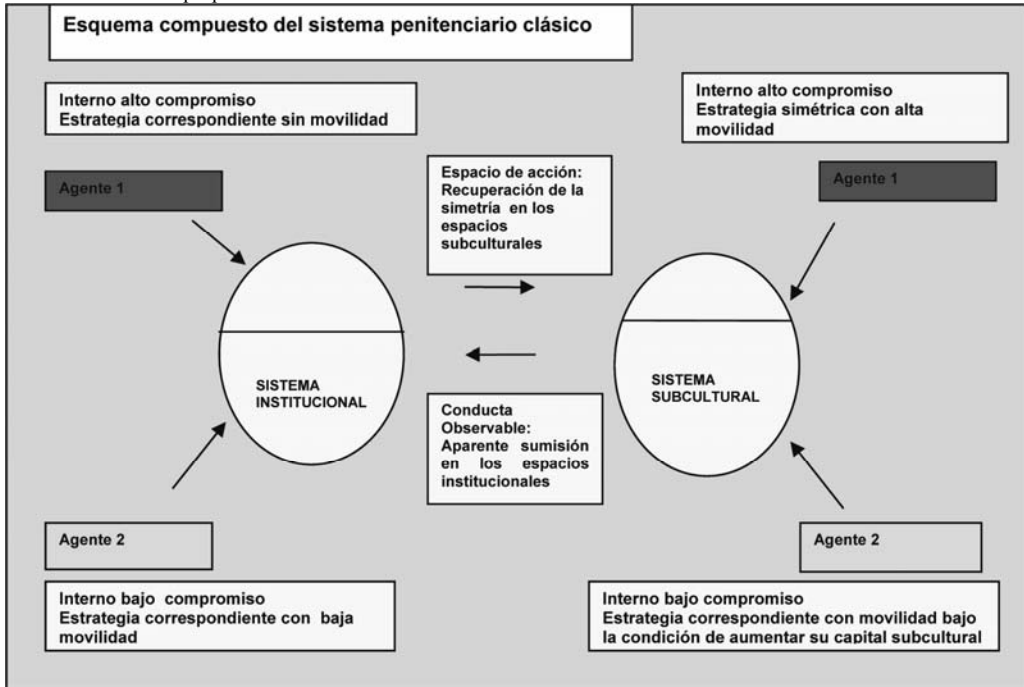 Esquema compuesto del sistema penitenciario clásico
Interno alto compromiso
Estrategia correspondiente sin movilidad
Interno alto compromiso
Estrategia simétrica con alta
movilidad
Agente 1
Espacio de acción:
Recuperación de la
simetría en los
espacios
subculturales
Agente 1
SISTEMA
INSTITUCIONAL
SISTEMA
SUBCULTURAL
Conducta
Observable:
Aparente sumisión
en los espacios
institucionales
Agente 2
Interno bajo compromiso
Estrategia correspondiente con baja
movilidad
Agente 2
Interno bajo compromiso
Estrategia correspondiente con movilidad bajo
la condición de aumentar su capital subcultural